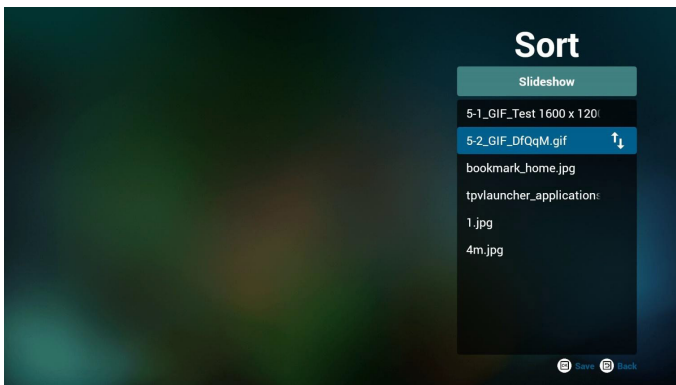 Sort
Slideshow
5-1_GIF_Test 1600 x 120
5-2_GIF_DfQqM.gif
bookmark_home.jpg
tpvlauncher_applications
1.jpg
4m.jpg
Save Back